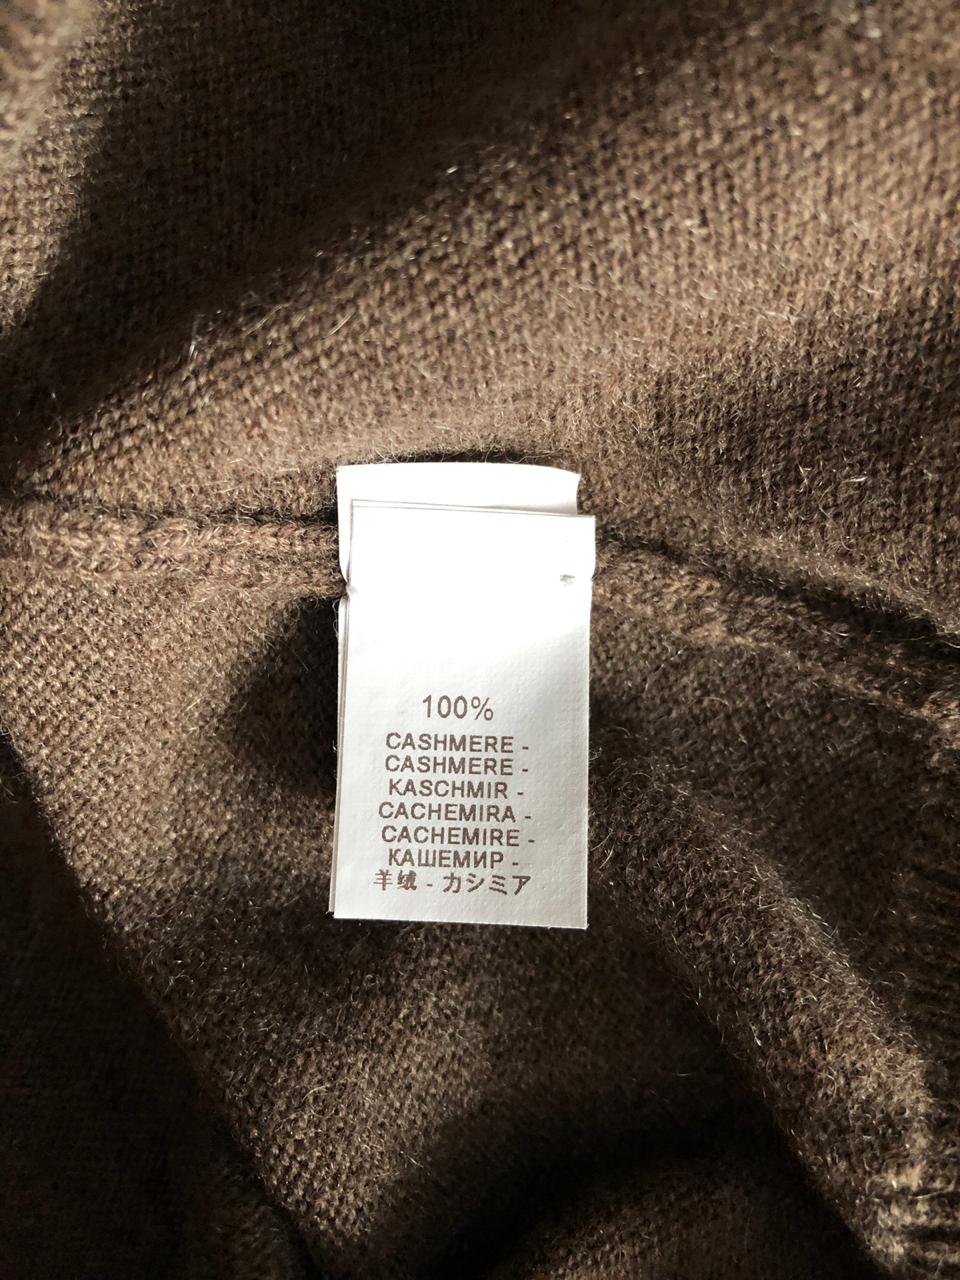 100%
CASHMERE -
CASHMERE -
KASCHMIR -
CACHEMIRA -
CACHEMIRE -
КАШЕМИР -
羊绒 - カシミア